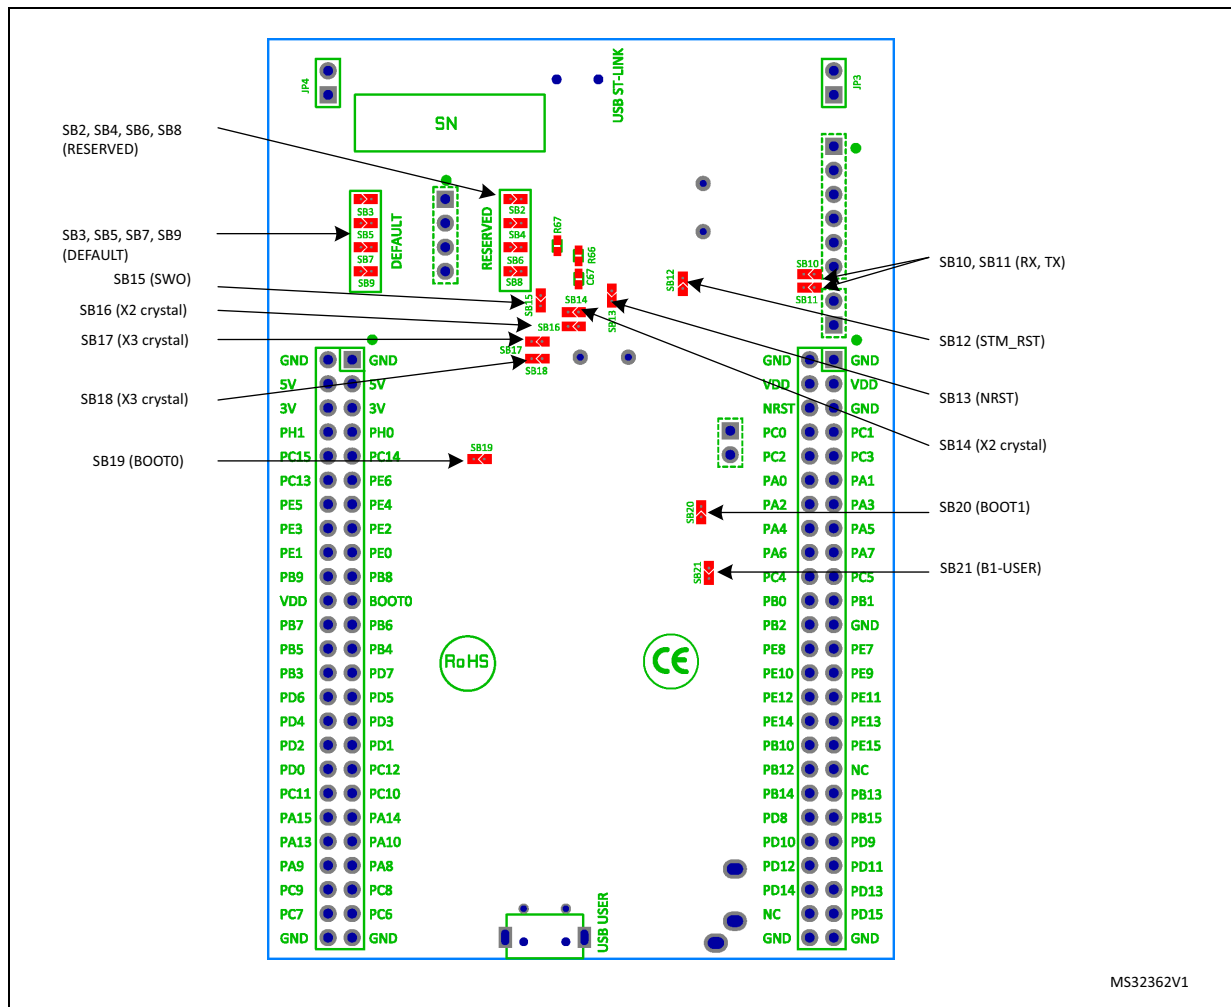 JP4
USB ST-LINK
JP3
SN
SB2, SB4, SB6, SB8
(RESERVED)
SB3, SB5, SB7, SB9
(DEFAULT)
SB15 (SWO)
SB16 (X2 crystal)
SB17 (X3 crystal)
SB18 (X3 crystal)
SB19 (BOOT0)
SB3
SB5
SB7
SB9
DEFAULT
RESERVED
SB2
SB4
SB6
SB8
R67
R66
C67
SB15
SB14
SB16
SB13
SB17
SB18
SB12
SB10
SB11
SB19
SB20
SB21
SB10, SB11 (RX, TX)
SB12 (STM_RST)
SB13 (NRST)
SB14 (X2 crystal)
SB20 (BOOT1)
SB21 (B1-USER)
GND GND GND GND
5V 5V VDD VDD
3V 3V NRST GND
PH1 PH0 PC0 PC1
PC15 PC14 PC2 PC3
PC13 PE6 PA0 PA1
PE5 PE4 PA2 PA3
PE3 PE2 PA4 PA5
PE1 PE0 PA6 PA7
PB9 PB8 PC4 PC5
VDD BOOT0 PB0 PB1
PB7 PB6 PB2 GND
PB5 PB4 PE8 PE7
PB3 PD7 PE10 PE9
PD6 PD5 PE12 PE11
PD4 PD3 PE14 PE13
PD2 PD1 PB10 PE15
PD0 PC12 PB12 NC
PC11 PC10 PB14 PB13
PA15 PA14 PD8 PB15
PA13 PA10 PD10 PD9
PA9 PA8 PD12 PD11
PC9 PC8 PD14 PD13
PC7 PC6 NC PD15
GND GND GND GND
RoHS
CE
USB USER
MS32362V1